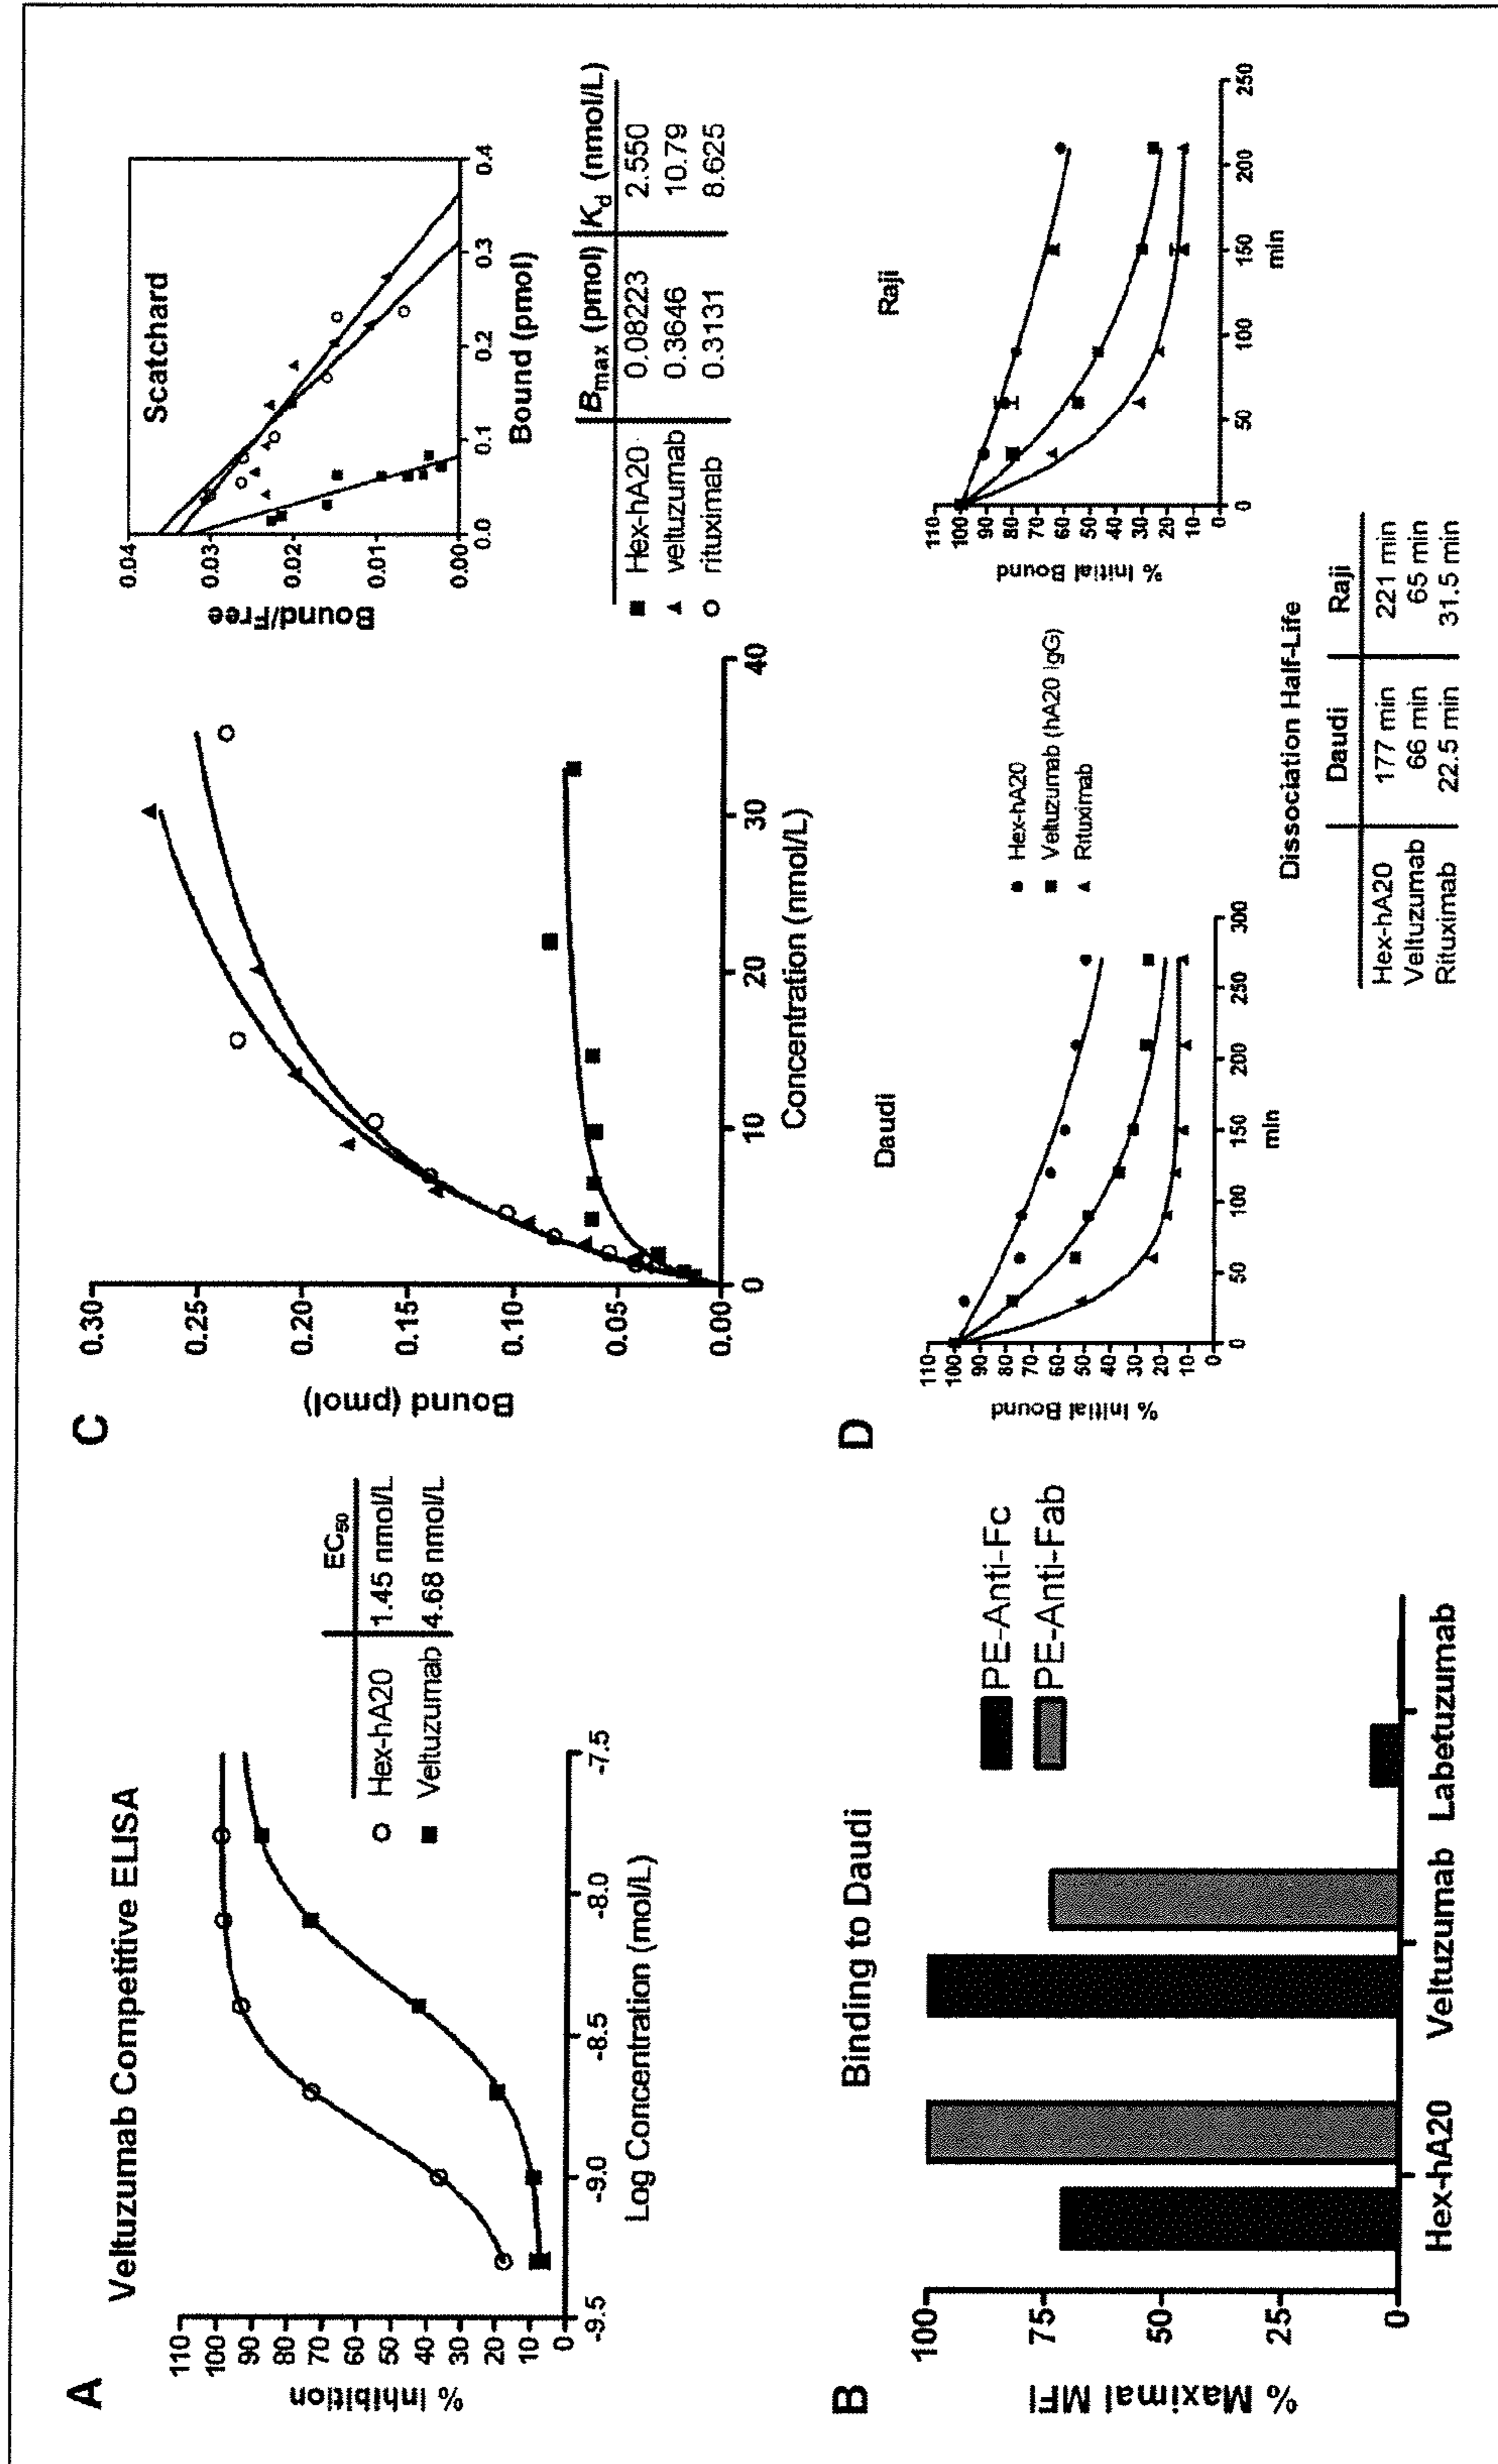 A
Veltuzumab Competitive ELISA
% Inhibition
110
100
90
80
70
60
50
40
30
20
10
0
-9.5
-9.0
-8.5
-8.0
-7.5
Log Concentration (mol/L)
EC50
Hex-hA20 1.45 nmol/L
Veltuzumab 4.68 nmol/L
B
Binding to Daudi
% Maximal MFI
100
75
50
25
0
Hex-hA20 Veltuzumab Labetuzumab
PE-Anti-Fc
PE-Anti-Fab
C
Bound (pmol)
0.30
0.25
0.20
0.15
0.10
0.05
0.00
0 10 20 30 40
Concentration (nmol/L)
Scatchard
Bound/Free
0.04
0.03
0.02
0.01
0.00
0.0 0.1 0.2 0.3 0.4
Bound (pmol)
Bmax (pmol) Kd (nmol/L)
Hex-hA20 0.08223 2.550
veltuzumab 0.3646 10.79
rituximab 0.3131 8.625
D
Daudi
% Initial Bound
110
100
90
80
70
60
50
40
30
20
10
0
0 50 100 150 200 250 300
min
Hex-hA20
Veltuzumab (hA20 IgG)
Rituximab
Raji
% Initial Bound
110
100
90
80
70
60
50
40
30
20
10
0
0 50 100 150 200 250
min
Dissociation Half-Life
Daudi Raji
Hex-hA20 177 min 221 min
Veltuzumab 66 min 65 min
Rituximab 22.5 min 31.5 min